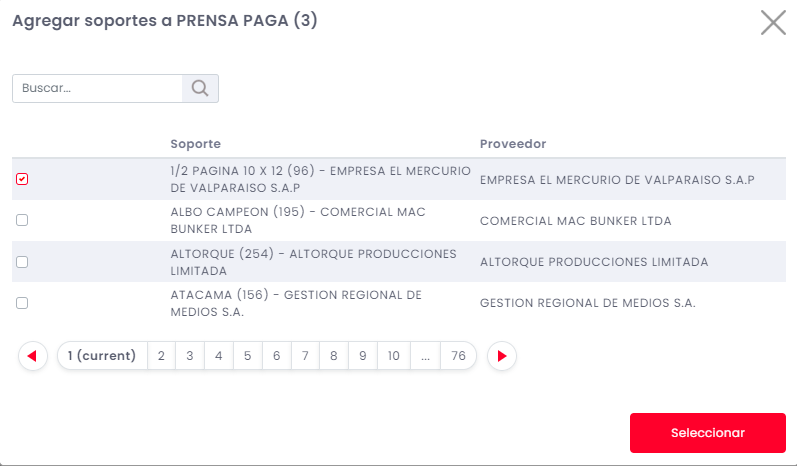 Agregar soportes a PRENSA PAGA (3)
Buscar...
Soporte Proveedor
1/2 PAGINA 10 X 12 (96) - EMPRESA EL MERCURIO
DE VALPARAISO S.A.P
EMPRESA EL MERCURIO DE VALPARAISO S.A.P
ALBO CAMPEON (195) - COMERCIAL MAC
BUNKER LTDA
COMERCIAL MAC BUNKER LTDA
ALTORQUE (254) - ALTORQUE PRODUCCIONES
LIMITADA
ALTORQUE PRODUCCIONES LIMITADA
ATACAMA (156) - GESTION REGIONAL DE
MEDIOS S.A.
GESTION REGIONAL DE MEDIOS S.A.
1 (current) 2 3 4 5 6 7 8 9 10 ... 76
Seleccionar